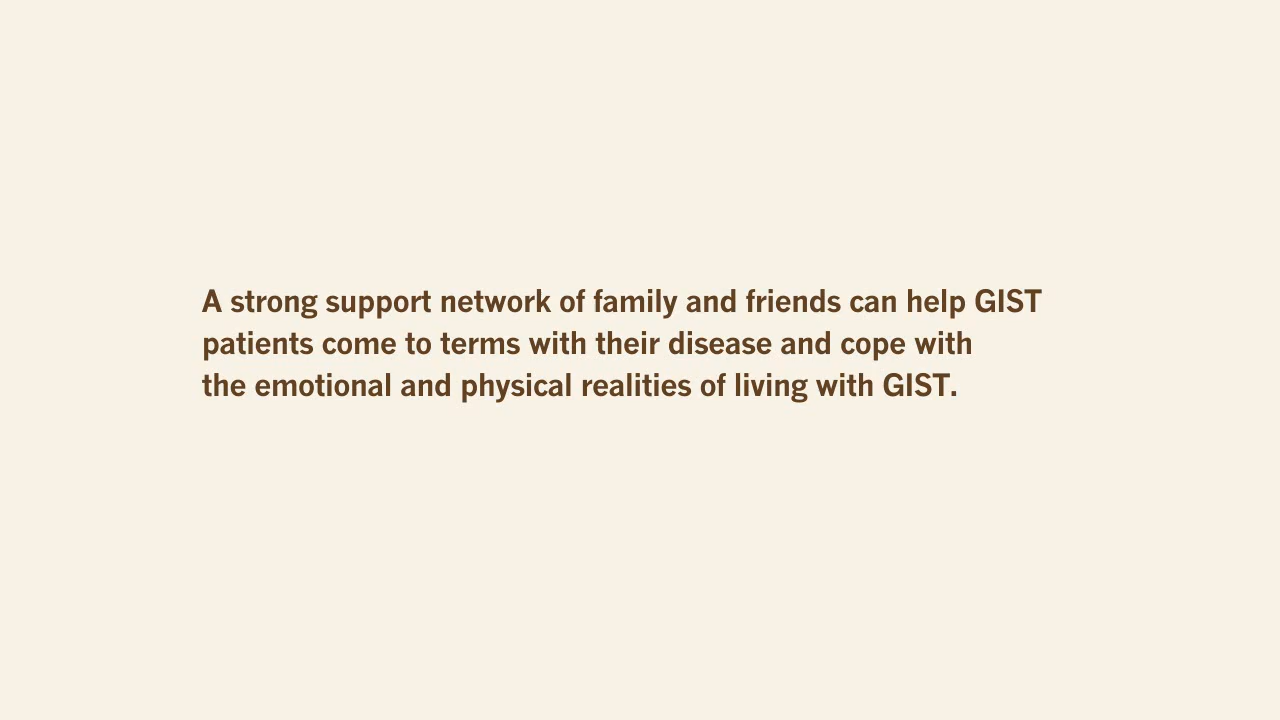 A strong support network of family and friends can help GIST
patients come to terms with their disease and cope with
the emotional and physical realities of living with GIST.